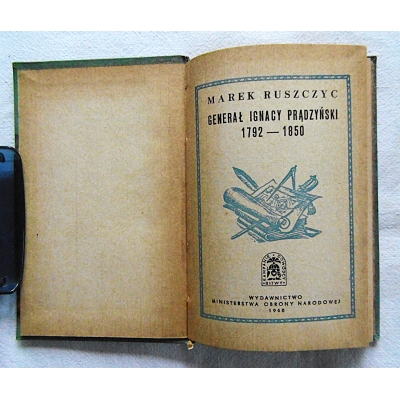 MAREK RUSZCZYC
GENERAŁ IGNACY PRĄDZYŃSKI
1792 — 1850
WYDAWNICTWO
MINISTERSTWA OBRONY NARODOWEJ
1968